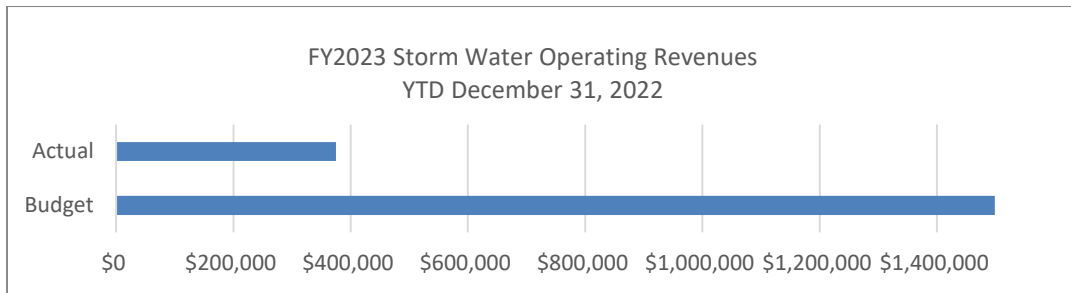 FY2023 Storm Water Operating Revenues
YTD December 31, 2022
Actual
Budget
$0 $200,000 $400,000 $600,000 $800,000 $1,000,000 $1,200,000 $1,400,000